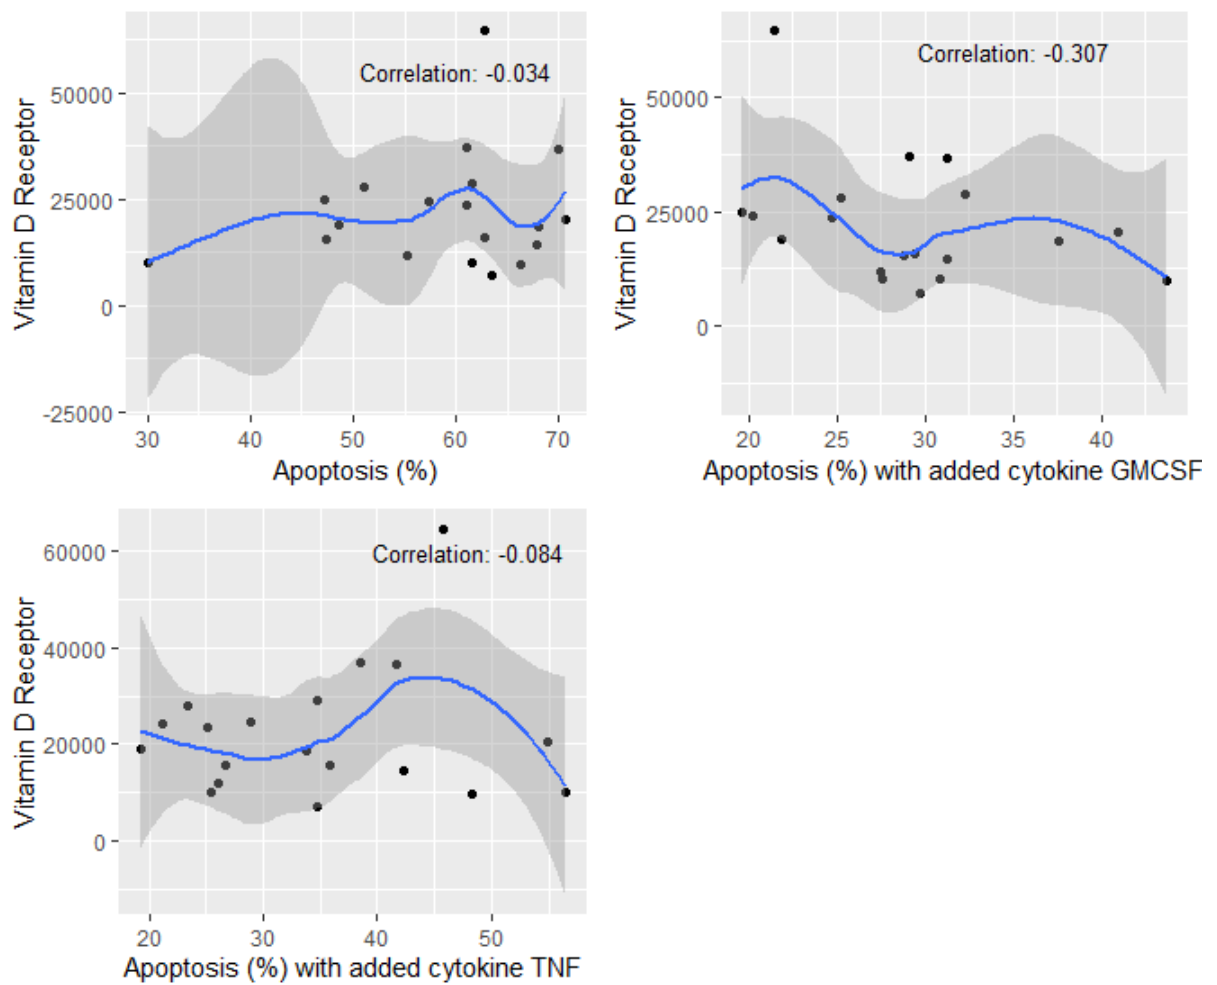 Correlation: -0.034
Vitamin D Receptor
50000
25000
0
-25000
30 40 50 60 70
Apoptosis (%)
Correlation: -0.307
Vitamin D Receptor
50000
25000
0
20 25 30 35 40
Apoptosis (%) with added cytokine GMCSF
Correlation: -0.084
Vitamin D Receptor
60000
40000
20000
0
20 30 40 50
Apoptosis (%) with added cytokine TNF